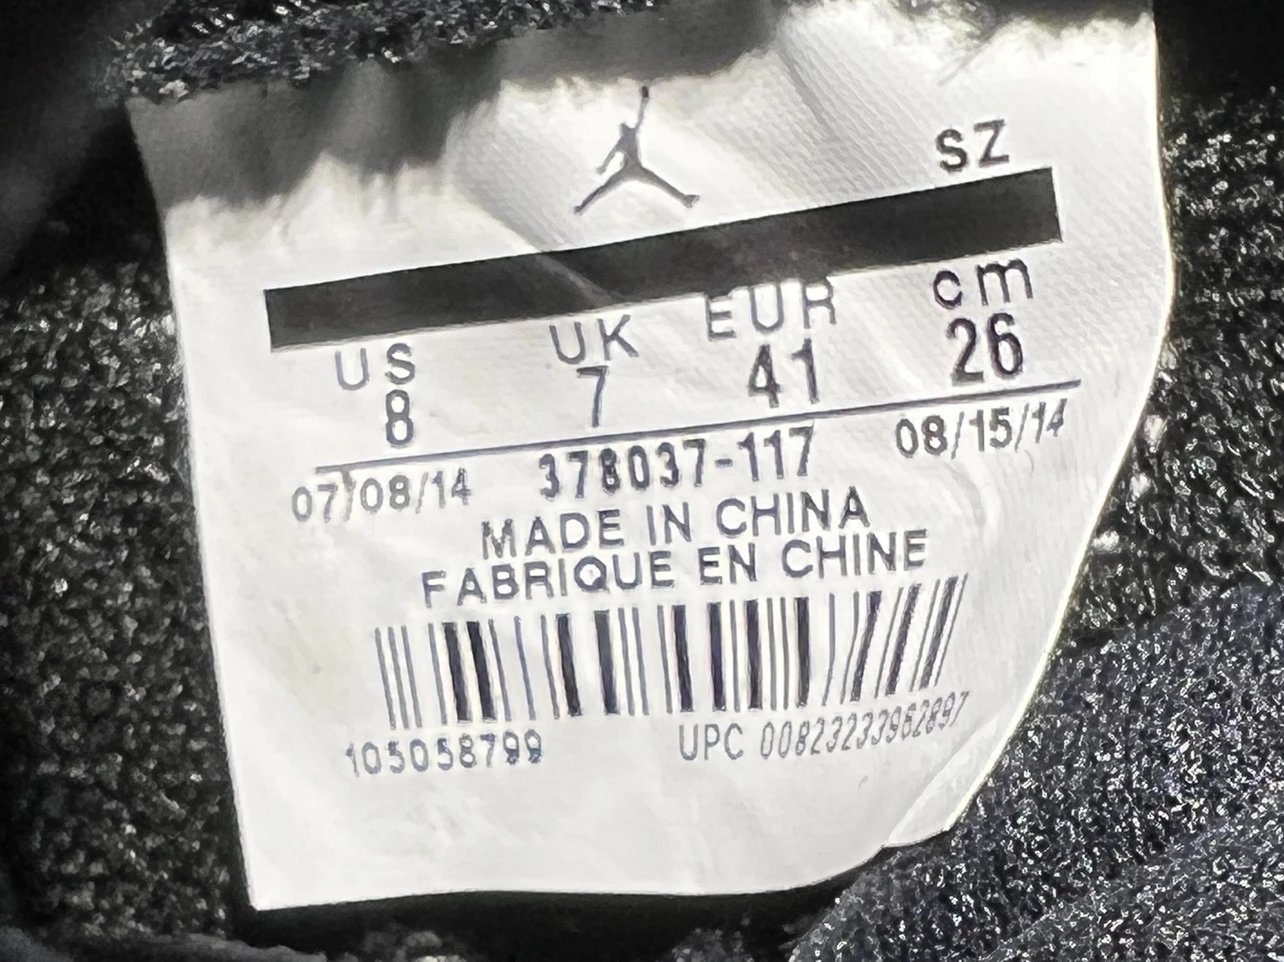 SZ
US UK EUR cm
8 7 41 26
07/08/14 378037-117 08/15/14
MADE IN CHINA
FABRIQUE EN CHINE
105058799 UPC 00823233962897